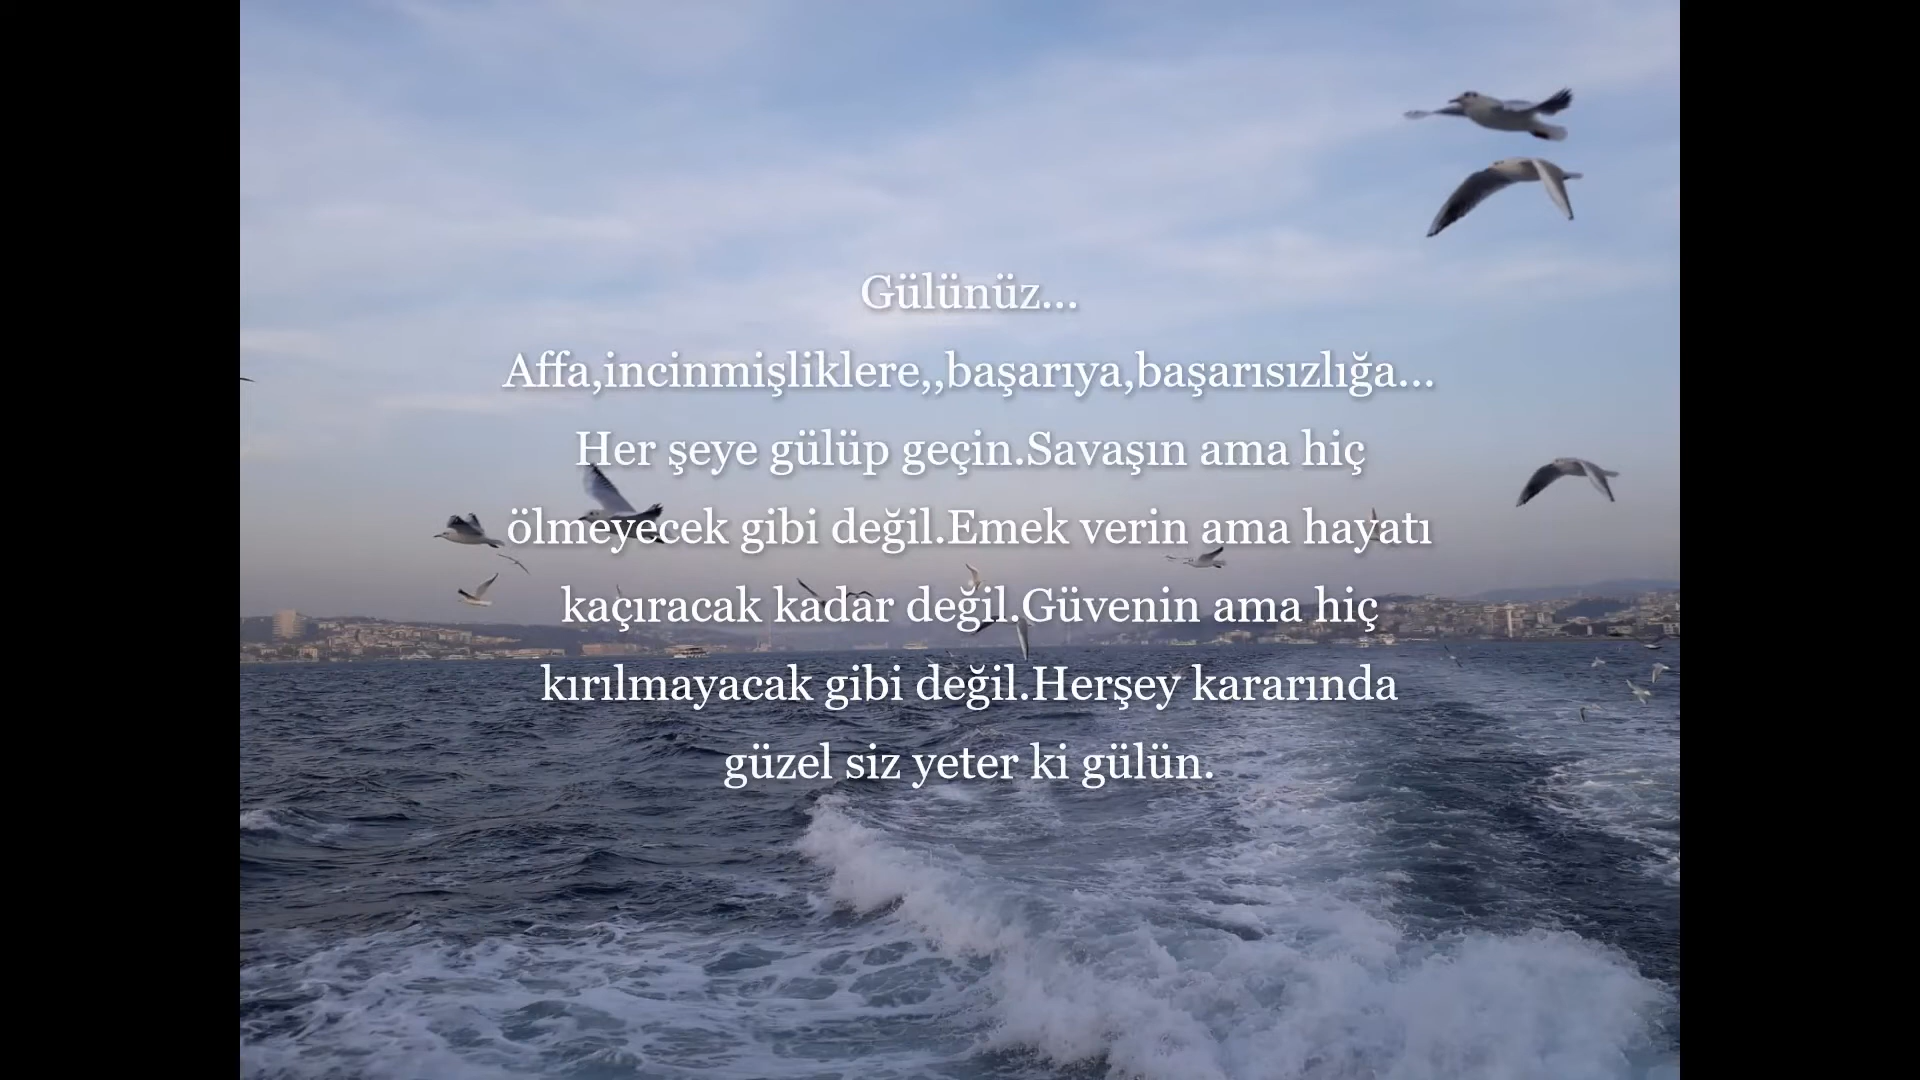 Gülünüz...
Affa,incinmişliklere,,başarıya,başarısızlığa...
Her şeye gülüp geçin.Savaşın ama hiç
ölmeyecek gibi değil.Emek verin ama hayatı
kaçıracak kadar değil.Güvenin ama hiç
kırılmayacak gibi değil.Herşey kararında
güzel siz yeter ki gülün.